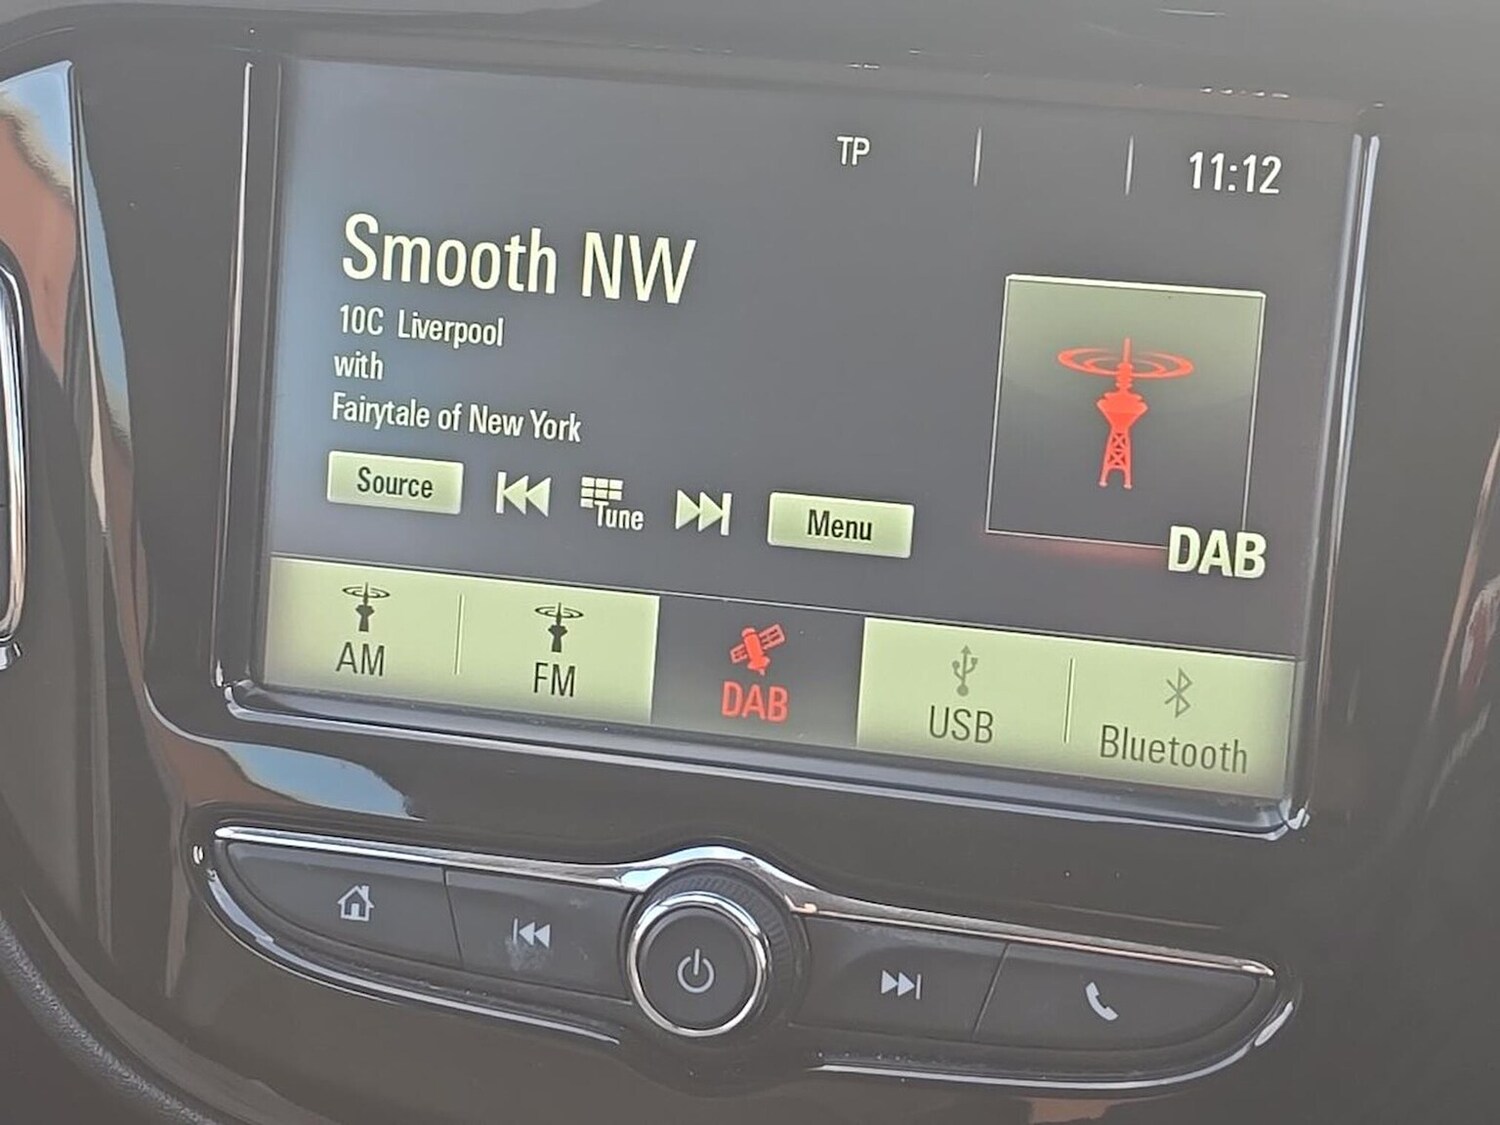 TP
11:12
Smooth NW
10C Liverpool
with
Fairytale of New York
Source
Tune
Menu
DAB
AM
FM
DAB
USB
Bluetooth